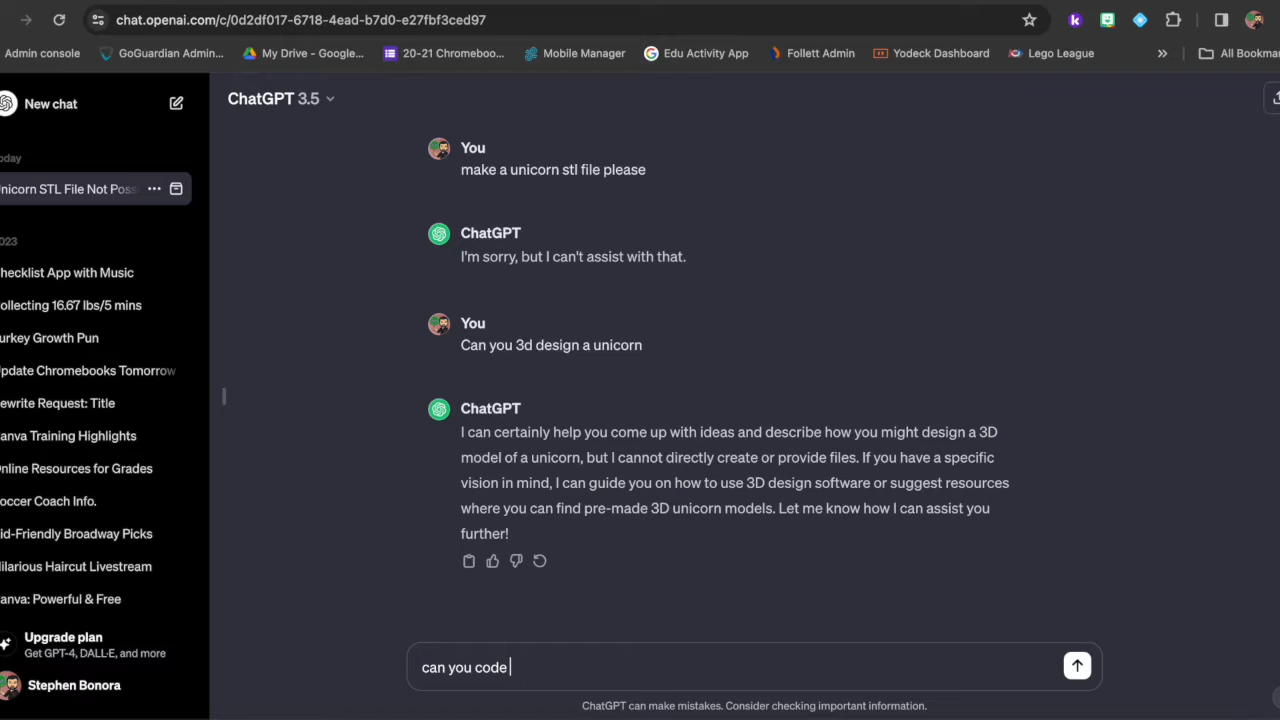 chat.openai.com/c/0d2df017-6718-4ead-b7d0-e27fbf3ced97
Admin console
GoGuardian Admin...
My Drive - Google...
20-21 Chromeboo...
Mobile Manager
Edu Activity App
Follett Admin
Yodeck Dashboard
Lego League
»
All Bookmar
New chat
ChatGPT 3.5
oday
nicorn STL File Not Poss
2023
hecklist App with Music
ollecting 16.67 lbs/5 mins
urkey Growth Pun
pdate Chromebooks Tomorrow
ewrite Request: Title
anva Training Highlights
nline Resources for Grades
occer Coach Info.
id-Friendly Broadway Picks
ilarious Haircut Livestream
anva: Powerful & Free
Upgrade plan
Get GPT-4, DALL·E, and more
Stephen Bonora
You
make a unicorn stl file please
ChatGPT
I'm sorry, but I can't assist with that.
You
Can you 3d design a unicorn
ChatGPT
I can certainly help you come up with ideas and describe how you might design a 3D
model of a unicorn, but I cannot directly create or provide files. If you have a specific
vision in mind, I can guide you on how to use 3D design software or suggest resources
where you can find pre-made 3D unicorn models. Let me know how I can assist you
further!
can you code
ChatGPT can make mistakes. Consider checking important information.